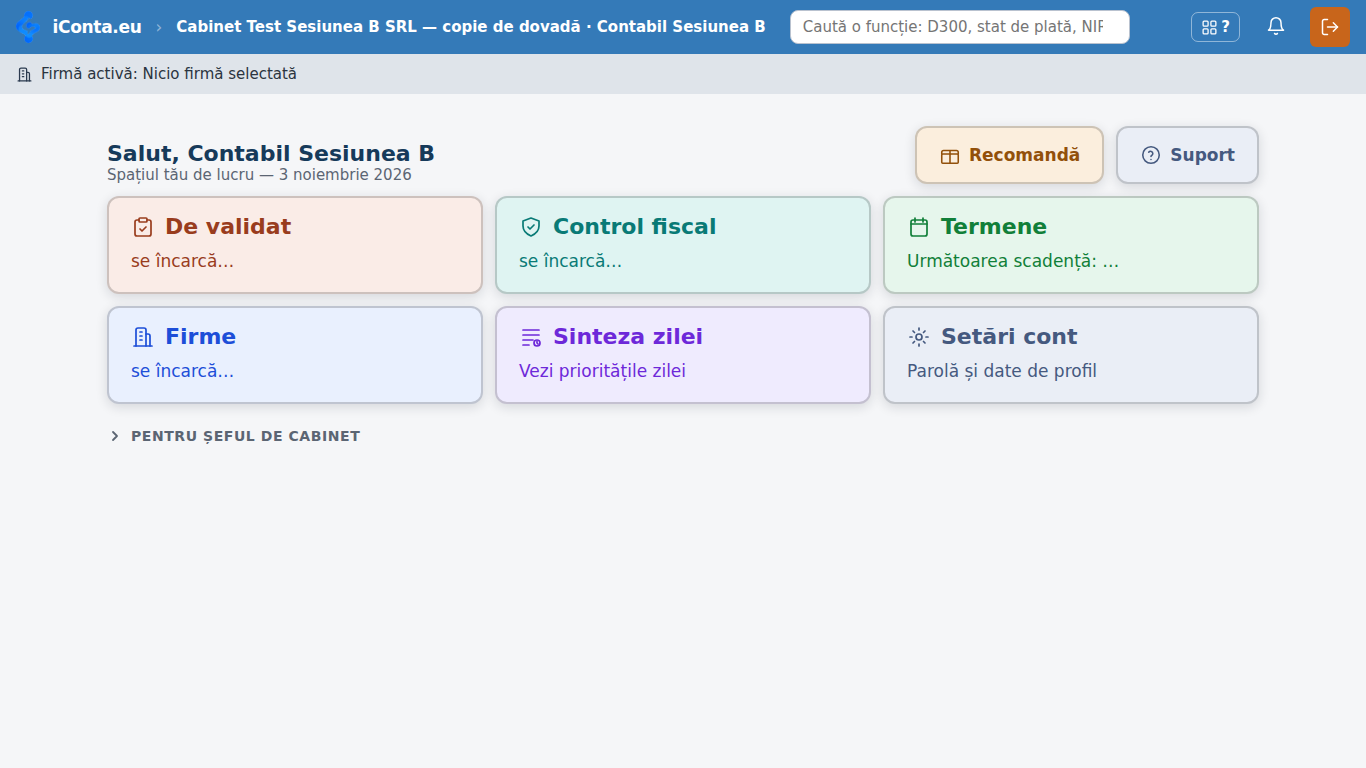 iConta.eu › Cabinet Test Sesiunea B SRL — copie de dovadă · Contabil Sesiunea B
Caută o funcție: D300, stat de plată, NIF
?
Firmă activă: Nicio firmă selectată
Salut, Contabil Sesiunea B
Spațiul tău de lucru — 3 noiembrie 2026
Recomandă
Suport
De validat
se încarcă…
Control fiscal
se încarcă…
Termene
Următoarea scadență: …
Firme
se încarcă…
Sinteza zilei
Vezi prioritățile zilei
Setări cont
Parolă și date de profil
PENTRU ȘEFUL DE CABINET